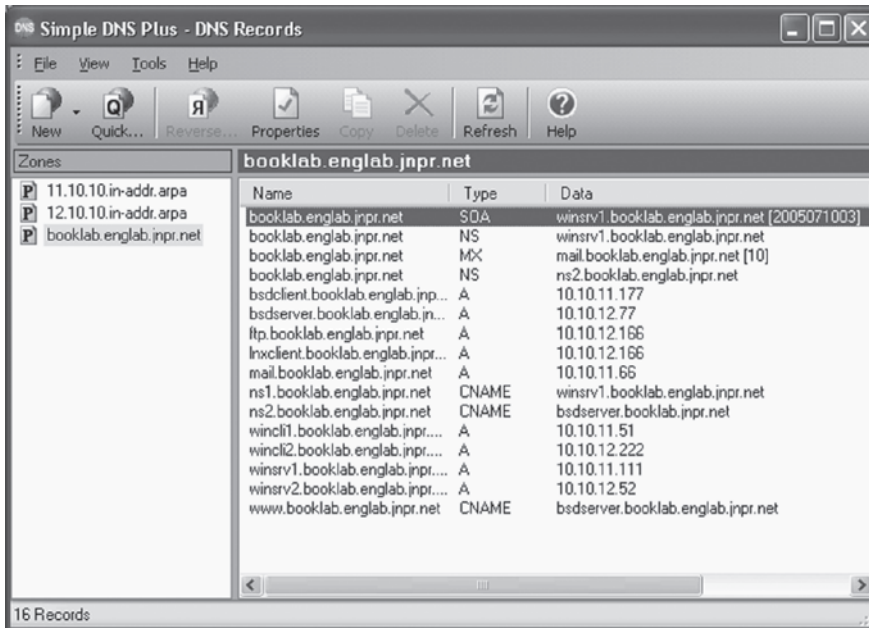 DNS Simple DNS Plus - DNS Records
File View Tools Help
New Quick... Reverse... Properties Copy Delete Refresh Help
Zones booklab.englab.jnpr.net
11.10.10.in-addr.arpa
12.10.10.in-addr.arpa
booklab.englab.jnpr.net
Name Type Data
booklab.englab.jnpr.net SOA winsrv1.booklab.englab.jnpr.net [2005071003]
booklab.englab.jnpr.net NS winsrv1.booklab.englab.jnpr.net
booklab.englab.jnpr.net MX mail.booklab.englab.jnpr.net [10]
booklab.englab.jnpr.net NS ns2.booklab.englab.jnpr.net
bsdclient.booklab.englab.jnp... A 10.10.11.177
bsdserver.booklab.englab.jn... A 10.10.12.77
ftp.booklab.englab.jnpr.net A 10.10.12.166
lnxclient.booklab.englab.jnpr... A 10.10.12.166
mail.booklab.englab.jnpr.net A 10.10.11.66
ns1.booklab.englab.jnpr.net CNAME winsrv1.booklab.englab.jnpr.net
ns2.booklab.englab.jnpr.net CNAME bsdserver.booklab.jnpr.net
wincli1.booklab.englab.jnpr.... A 10.10.11.51
wincli2.booklab.englab.jnpr.... A 10.10.12.222
winsrv1.booklab.englab.jnpr.... A 10.10.11.111
winsrv2.booklab.englab.jnpr.... A 10.10.12.52
www.booklab.englab.jnpr.net CNAME bsdserver.booklab.englab.jnpr.net
16 Records